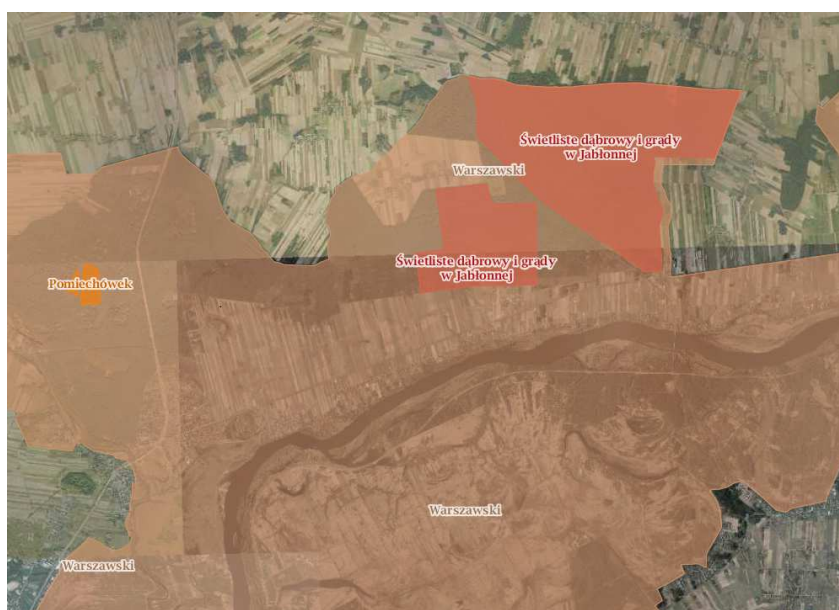 Świetliste dąbrowy i grądy
w Jabłonnej
Warszawski
Świetliste dąbrowy i grądy
w Jabłonnej
Pomiechówek
Warszawski
Warszawski